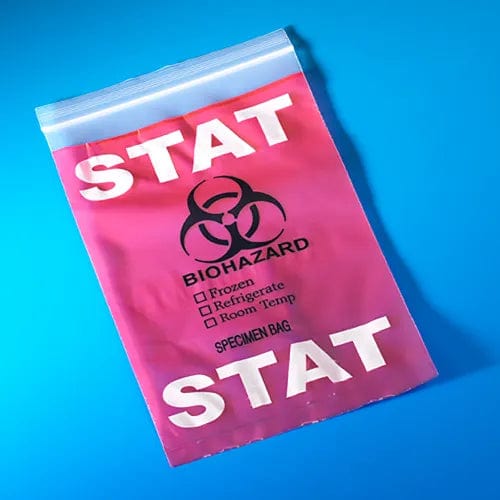 STAT
BIOHAZARD
☐ Frozen
☐ Refrigerate
☐ Room Temp
SPECIMEN BAG
STAT